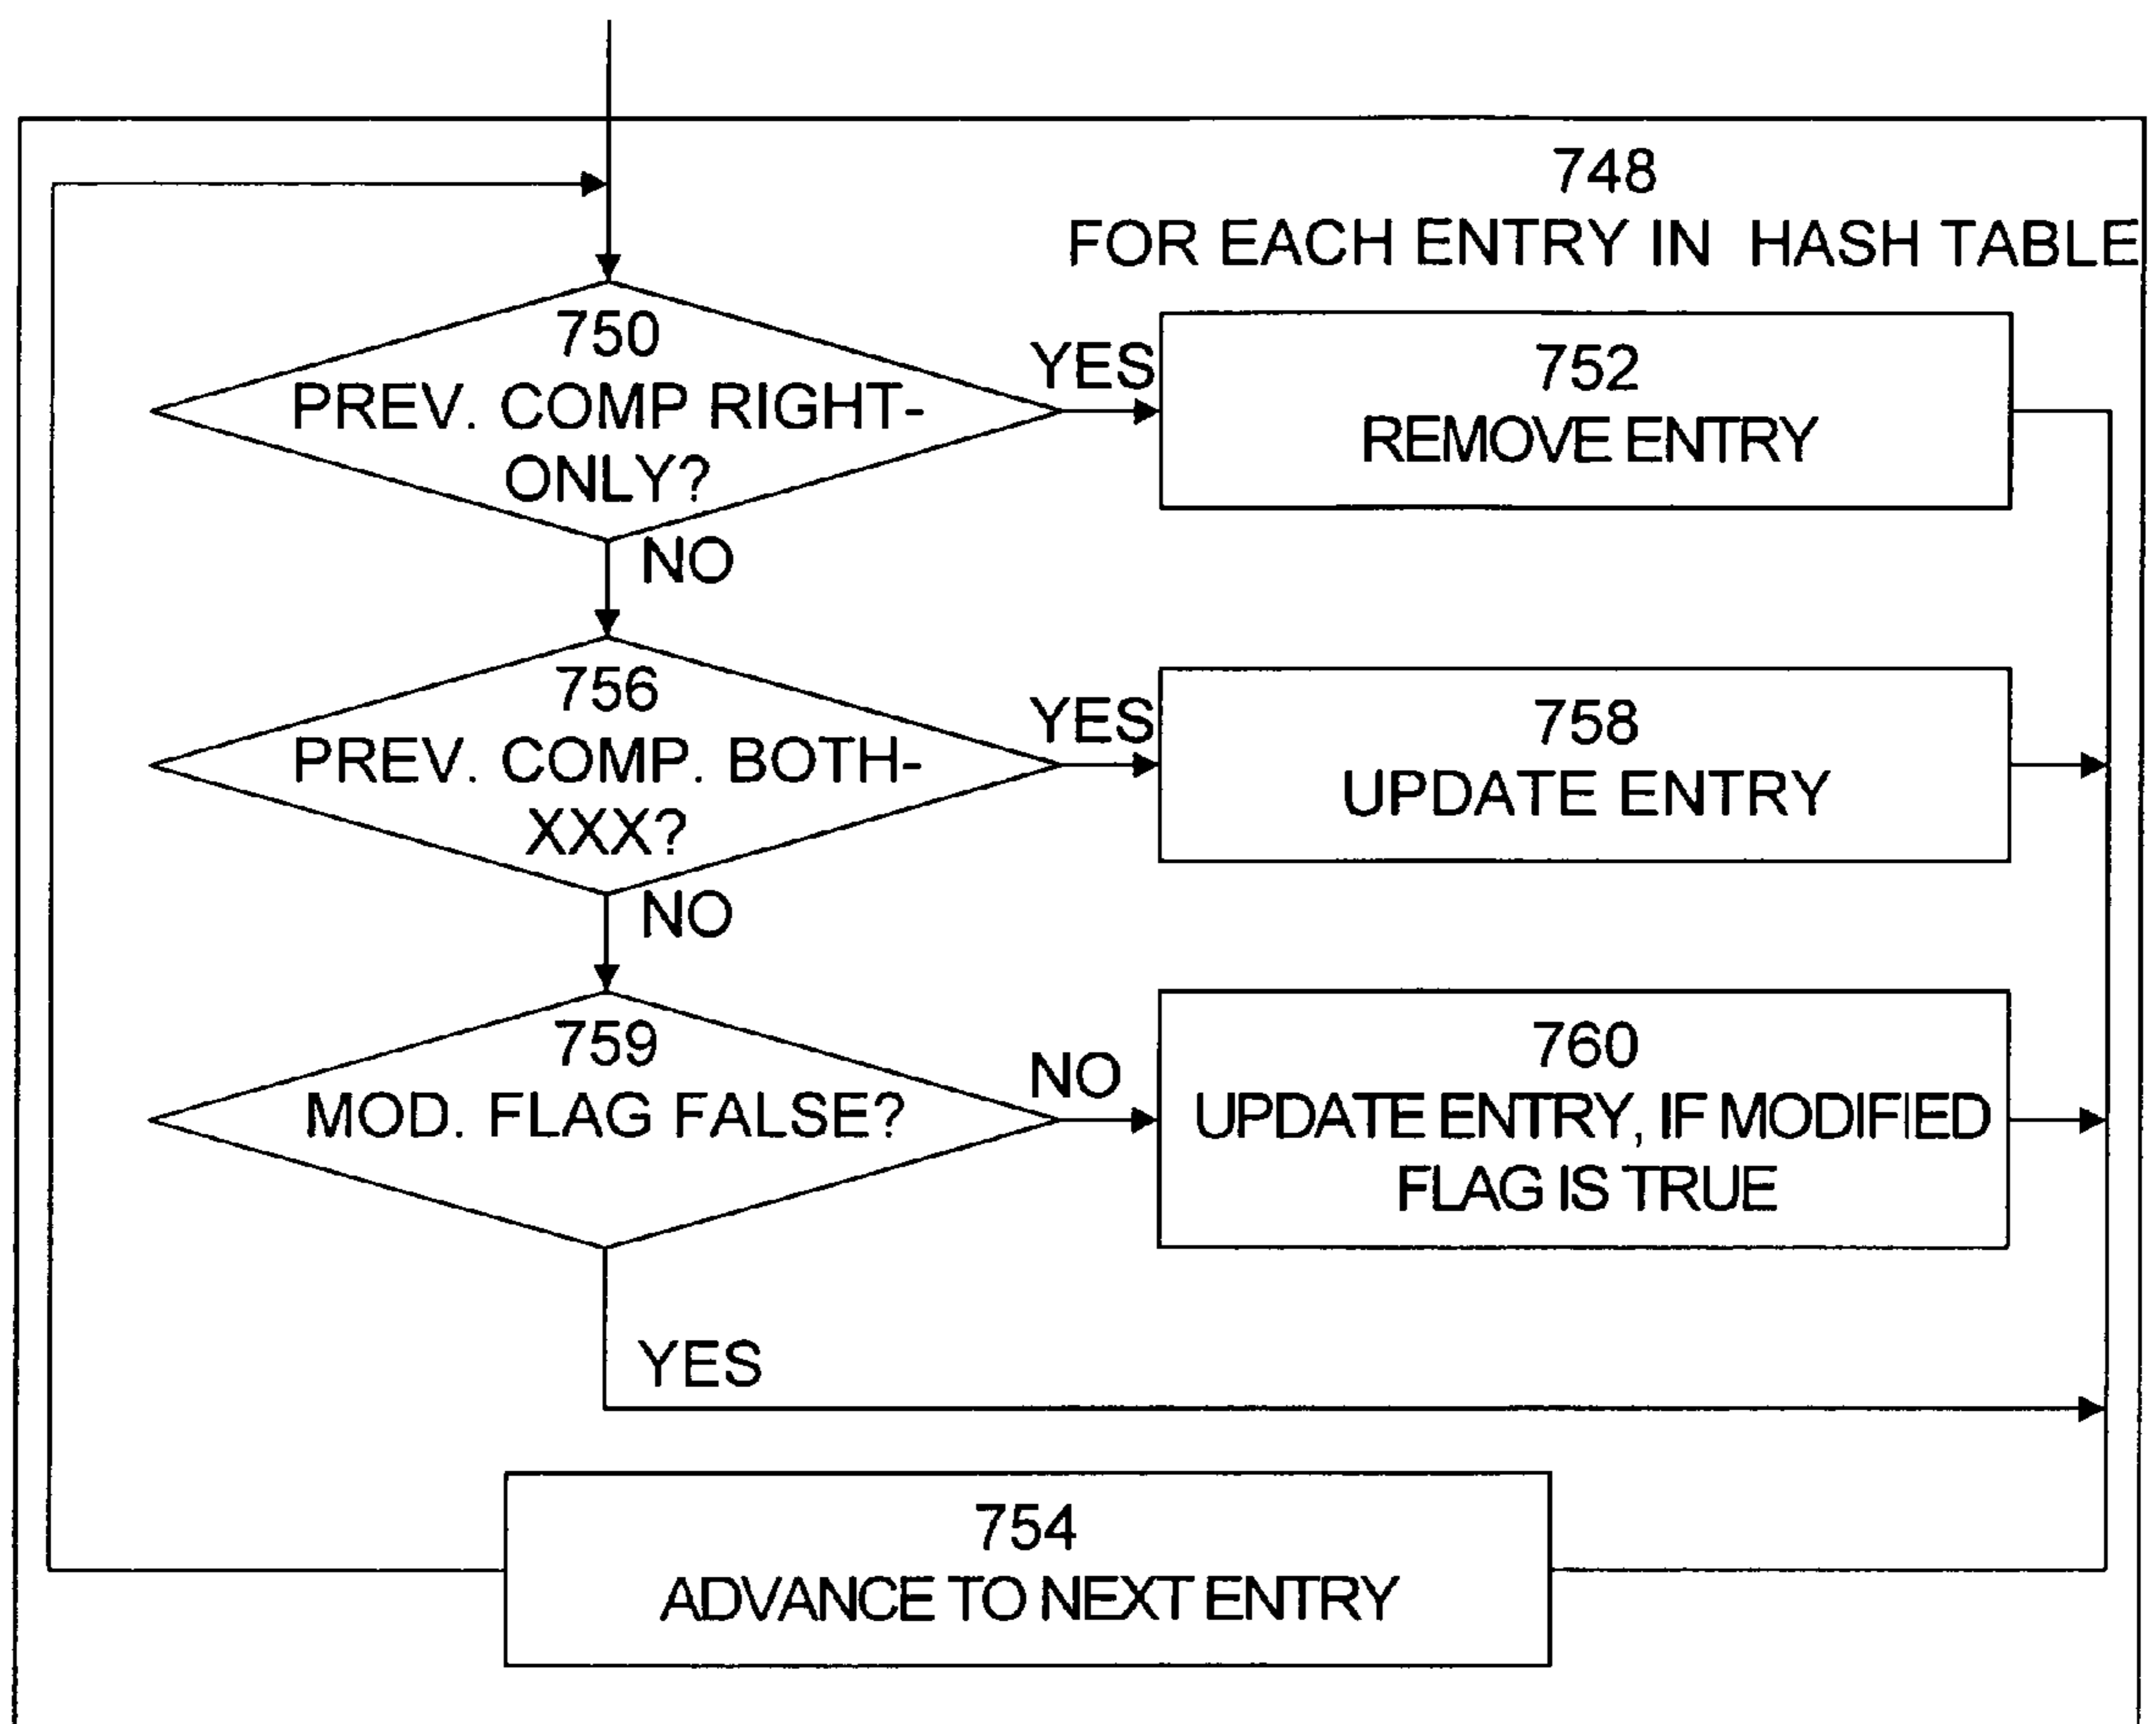 748
FOR EACH ENTRY IN HASH TABLE
750
PREV. COMP RIGHT-
ONLY?
YES
752
REMOVE ENTRY
NO
756
PREV. COMP. BOTH-
XXX?
YES
758
UPDATE ENTRY
NO
759
MOD. FLAG FALSE?
NO
760
UPDATE ENTRY, IF MODIFIED
FLAG IS TRUE
YES
754
ADVANCE TO NEXT ENTRY